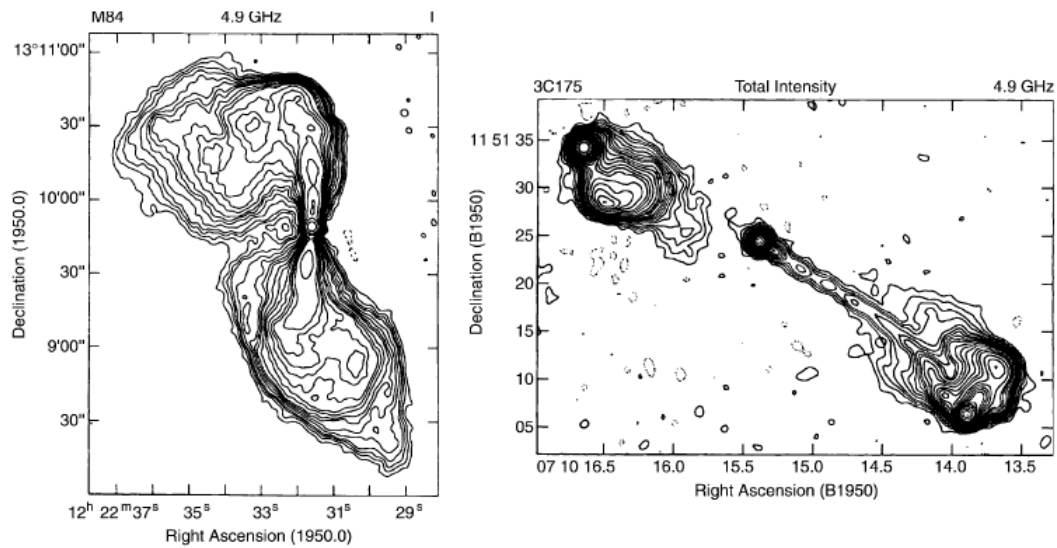 M84 4.9 GHz I
13°11'00"
30"
10'00"
30"
9'00"
30"
Declination (1950.0)
12ʰ 22ᵐ37ˢ 35ˢ 33ˢ 31ˢ 29ˢ
Right Ascension (1950.0)
3C175 Total Intensity 4.9 GHz
11 51 35
30
25
20
15
10
05
Declination (B1950)
07 10 16.5 16.0 15.5 15.0 14.5 14.0 13.5
Right Ascension (B1950)